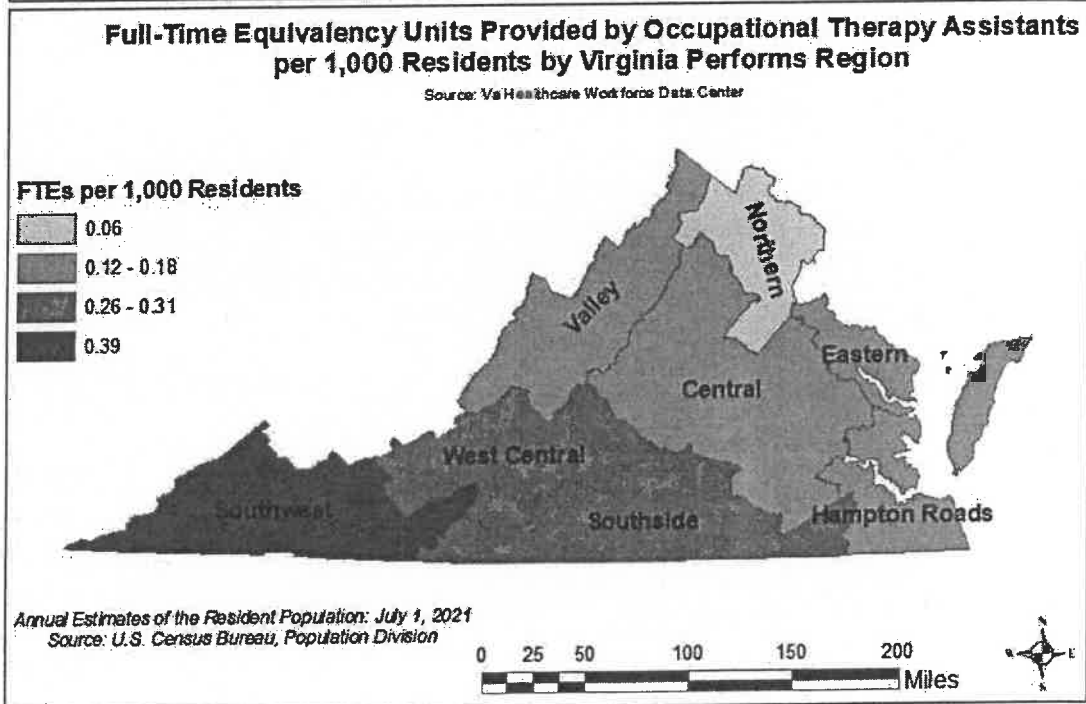 Full-Time Equivalency Units Provided by Occupational Therapy Assistants
per 1,000 Residents by Virginia Performs Region
Source: Va Healthcare Workforce Data Center
FTEs per 1,000 Residents
0.06
0.12 - 0.18
0.26 - 0.31
0.39
Northern
Valley
Eastern
Central
West Central
Southwest
Southside
Hampton Roads
Annual Estimates of the Resident Population: July 1, 2021
Source: U.S. Census Bureau, Population Division
0 25 50 100 150 200
Miles
N
W E
S